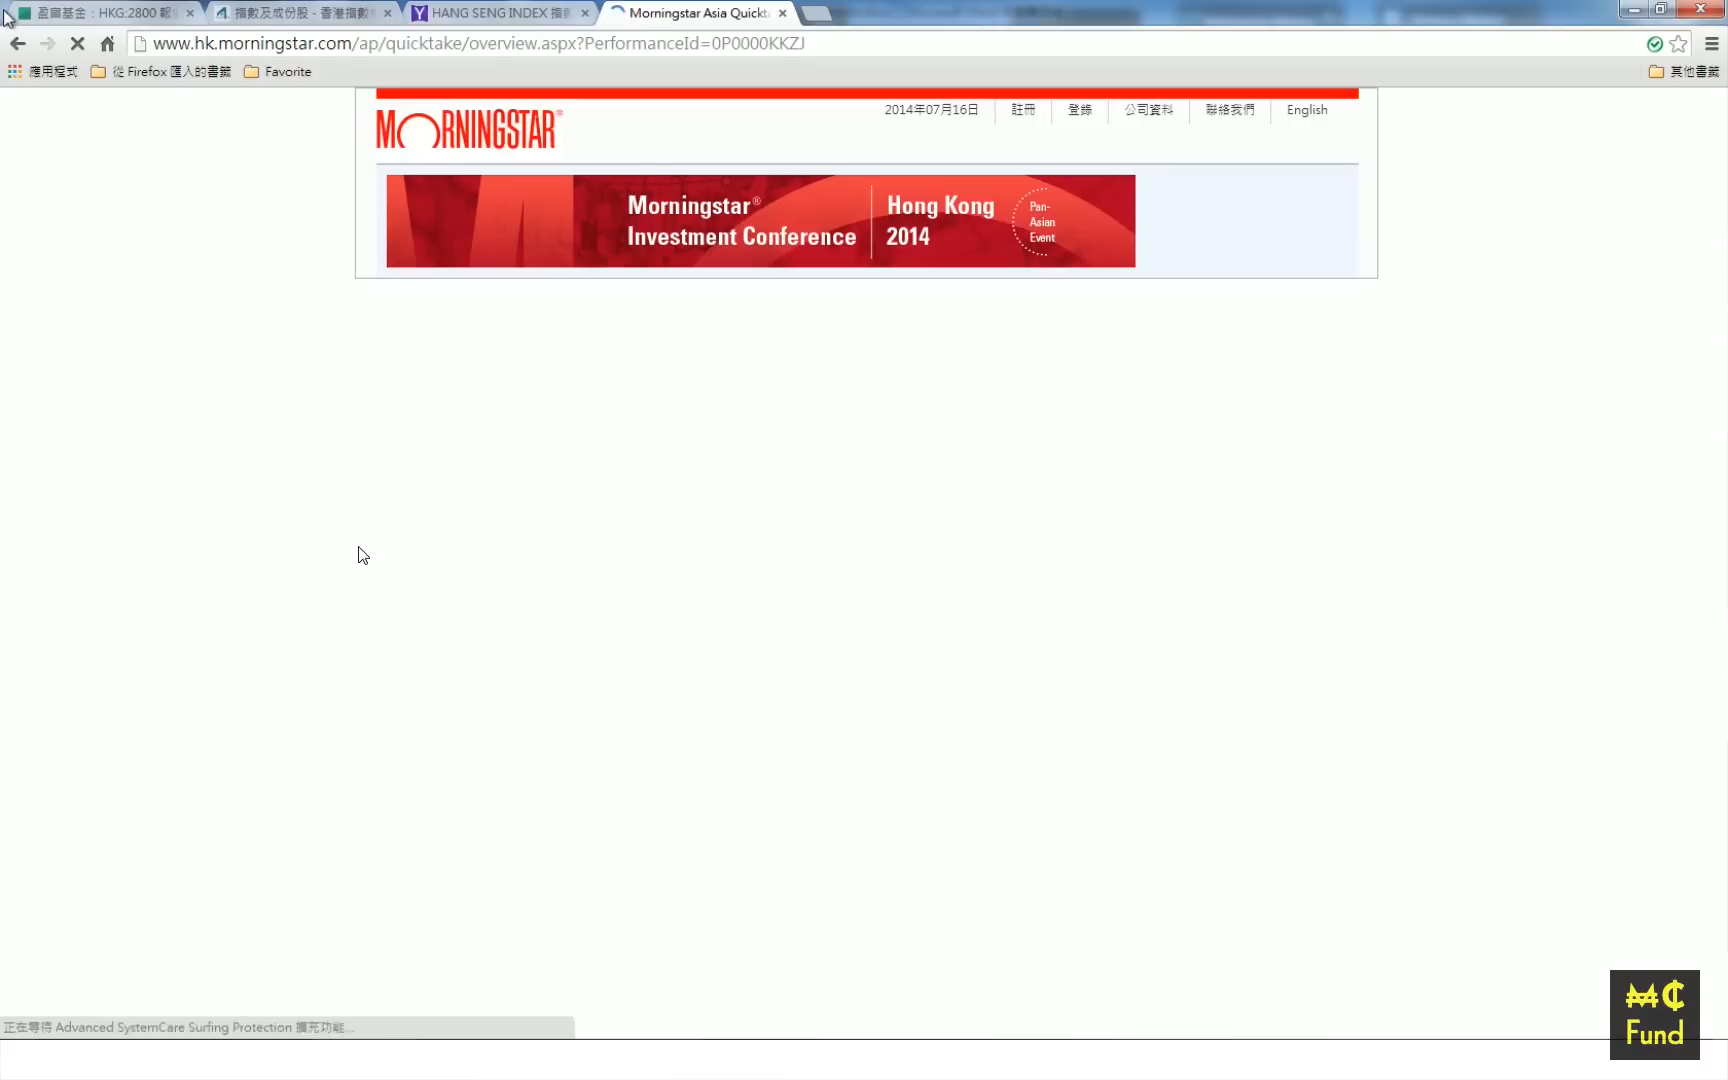 盈富基金：HKG:2800 報
指數及成份股 - 香港指數
HANG SENG INDEX 指
Morningstar Asia Quickt
www.hk.morningstar.com/ap/quicktake/overview.aspx?PerformanceId=0P0000KKZJ
應用程式
從 Firefox 匯入的書籤
Favorite
其他書籤
MORNINGSTAR®
2014年07月16日
註冊
登錄
公司資料
聯絡我們
English
Morningstar®
Investment Conference
Hong Kong
2014
Pan-
Asian
Event
正在等待 Advanced SystemCare Surfing Protection 擴充功能...
M₵
Fund